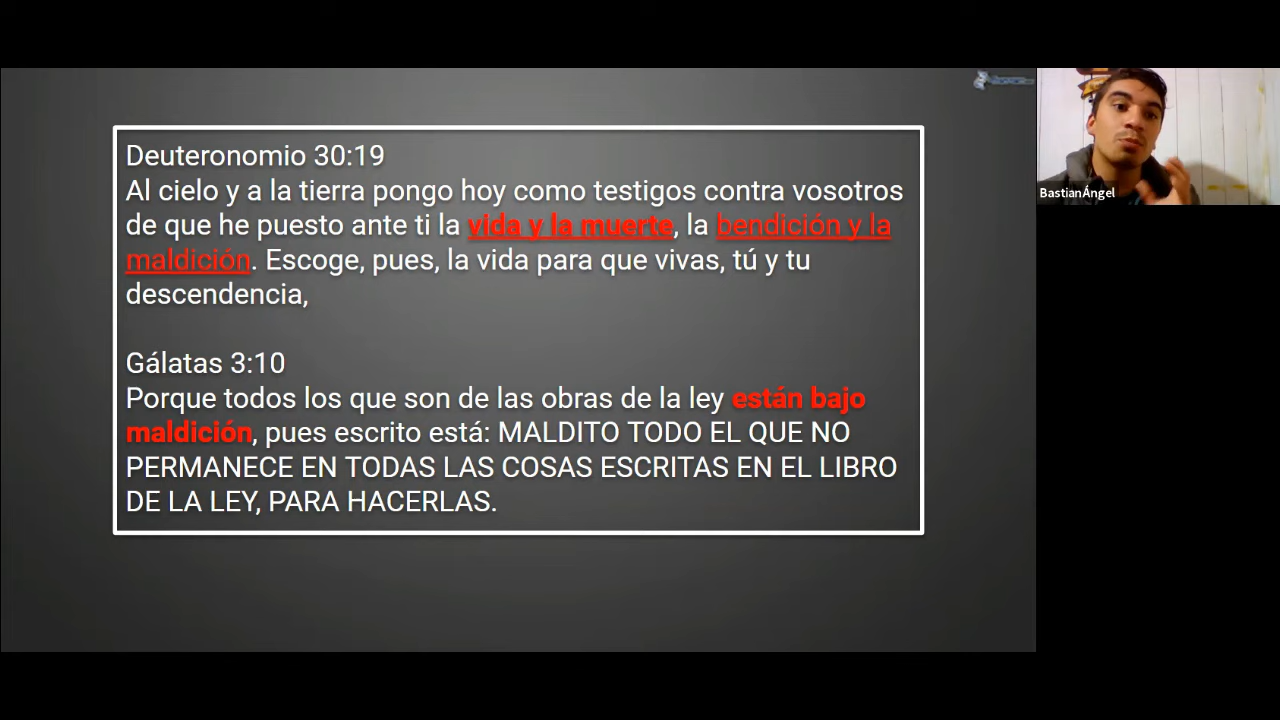 Deuteronomio 30:19
Al cielo y a la tierra pongo hoy como testigos contra vosotros
de que he puesto ante ti la vida y la muerte, la bendición y la
maldición. Escoge, pues, la vida para que vivas, tú y tu
descendencia,
Gálatas 3:10
Porque todos los que son de las obras de la ley están bajo
maldición, pues escrito está: MALDITO TODO EL QUE NO
PERMANECE EN TODAS LAS COSAS ESCRITAS EN EL LIBRO
DE LA LEY, PARA HACERLAS.
BastianÁngel